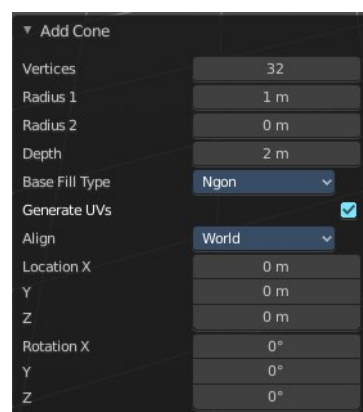 Add Cone
Vertices 32
Radius 1 1 m
Radius 2 0 m
Depth 2 m
Base Fill Type Ngon
Generate UVs
Align World
Location X 0 m
Y 0 m
Z 0 m
Rotation X 0°
Y 0°
Z 0°